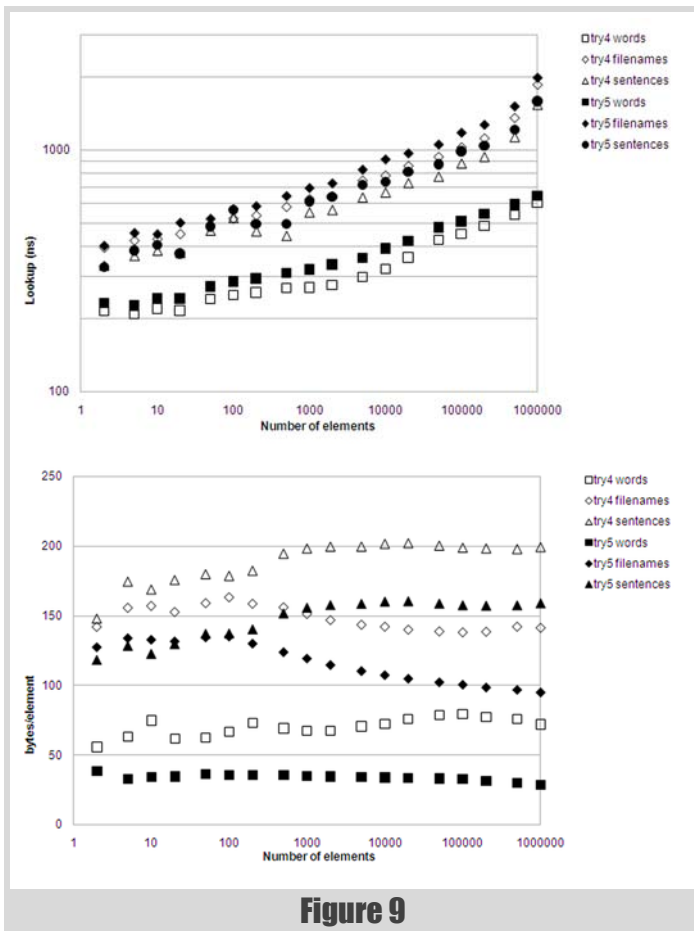 try4 words
try4 filenames
try4 sentences
try5 words
try5 filenames
try5 sentences
Lookup (ns)
1000
100
1
10
100
1000
10000
100000
1000000
Number of elements
try4 words
try4 filenames
try4 sentences
try5 words
try5 filenames
try5 sentences
bytes/element
250
200
150
100
50
0
1
10
100
1000
10000
100000
1000000
Number of elements
Figure 9